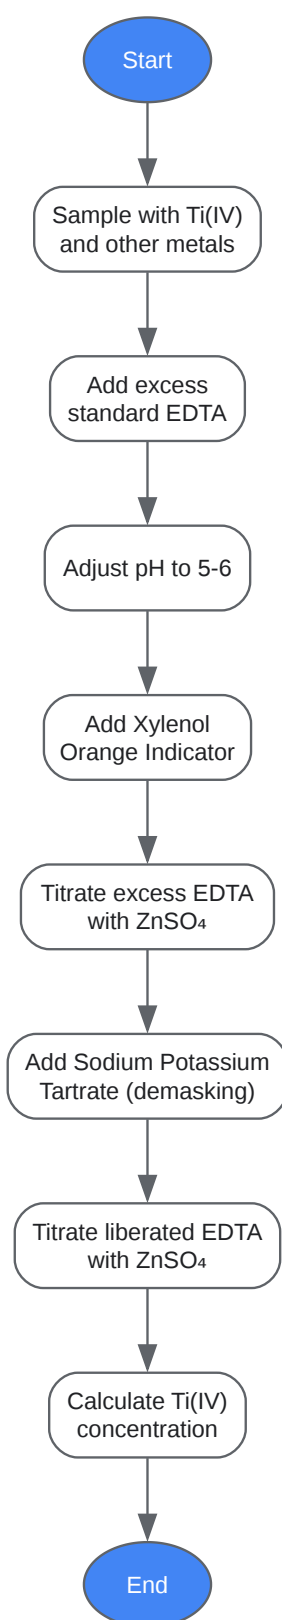 Start
Sample with Ti(IV)
and other metals
Add excess
standard EDTA
Adjust pH to 5-6
Add Xylenol
Orange Indicator
Titrate excess EDTA
with ZnSO₄
Add Sodium Potassium
Tartrate (demasking)
Titrate liberated EDTA
with ZnSO₄
Calculate Ti(IV)
concentration
End